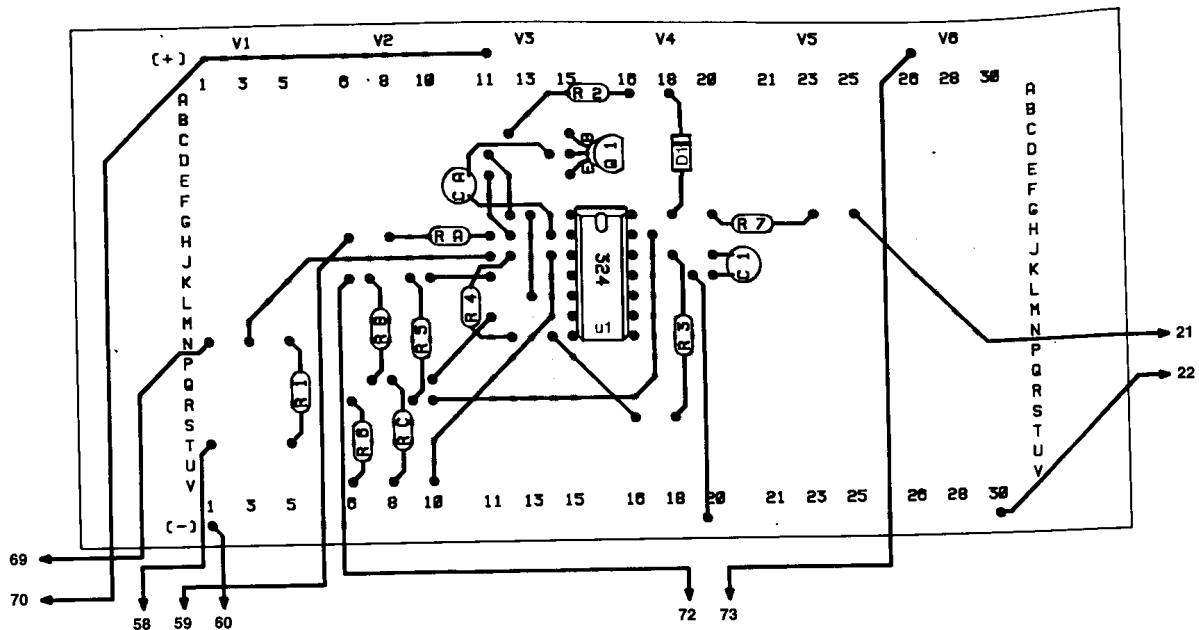 V1 V2 V3 V4 V5 V6
(+)
1 3 5 6 8 10 11 13 15 16 18 20 21 23 25 26 28 30
A
B
C
D
E
F
G
H
J
K
L
M
N
P
Q
R
S
T
U
V
R 2
B
E
Q 1
D1
C A
R A
R 7
324
U1
C 1
R 4
R B
R 5
R 3
R 1
R 6
R C
A
B
C
D
E
F
G
H
J
K
L
M
N
P
Q
R
S
T
U
V
21
22
1 3 5 6 8 10 11 13 15 16 18 20 21 23 25 26 28 30
(-)
69
70
58 59 60 72 73